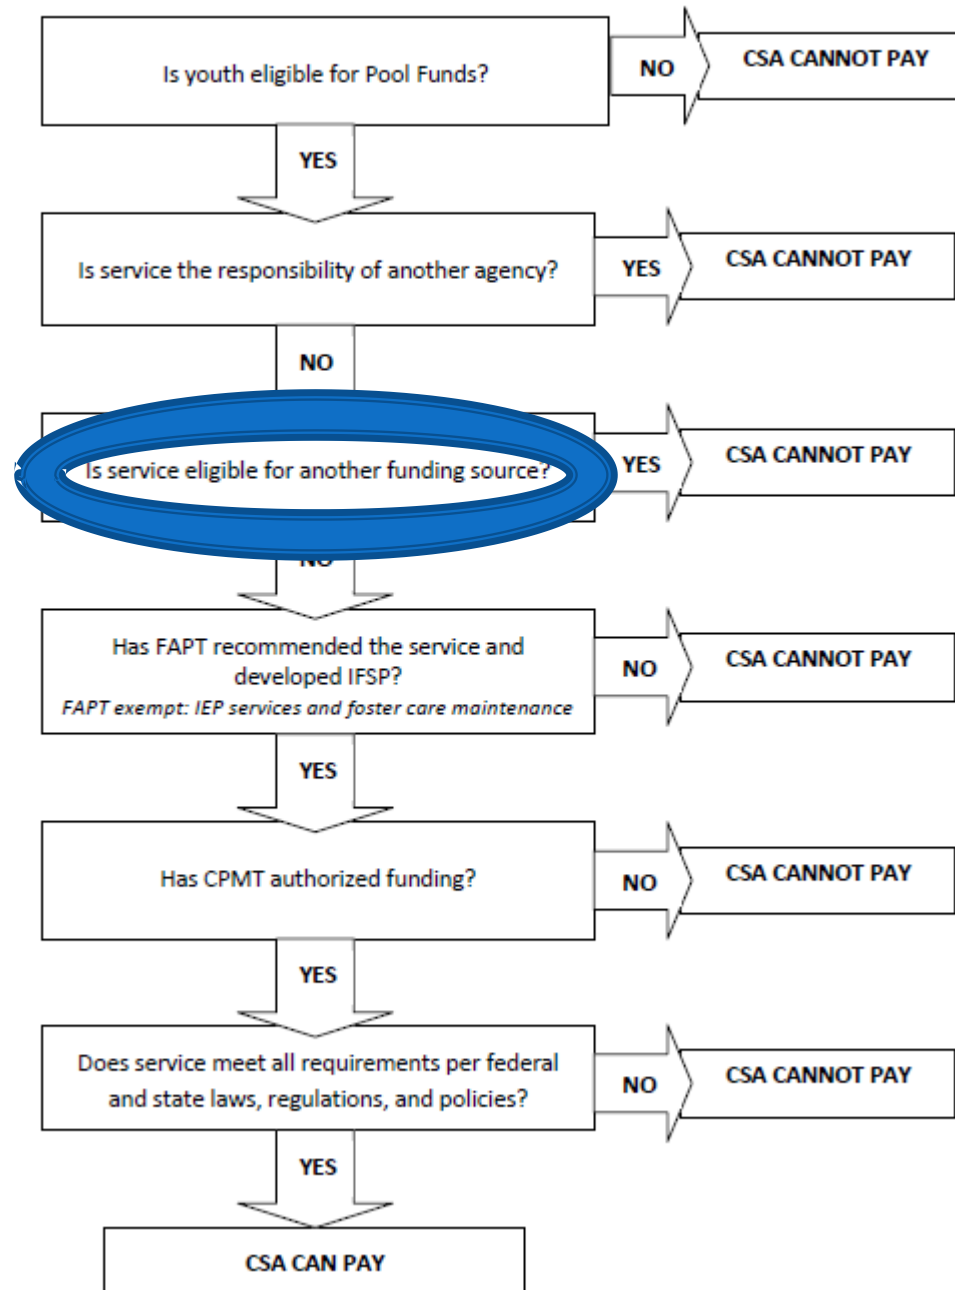 Is youth eligible for Pool Funds?
NO
CSA CANNOT PAY
YES
Is service the responsibility of another agency?
YES
CSA CANNOT PAY
NO
Is service eligible for another funding source?
YES
CSA CANNOT PAY
NO
Has FAPT recommended the service and
developed IFSP?
FAPT exempt: IEP services and foster care maintenance
NO
CSA CANNOT PAY
YES
Has CPMT authorized funding?
NO
CSA CANNOT PAY
YES
Does service meet all requirements per federal
and state laws, regulations, and policies?
NO
CSA CANNOT PAY
YES
CSA CAN PAY